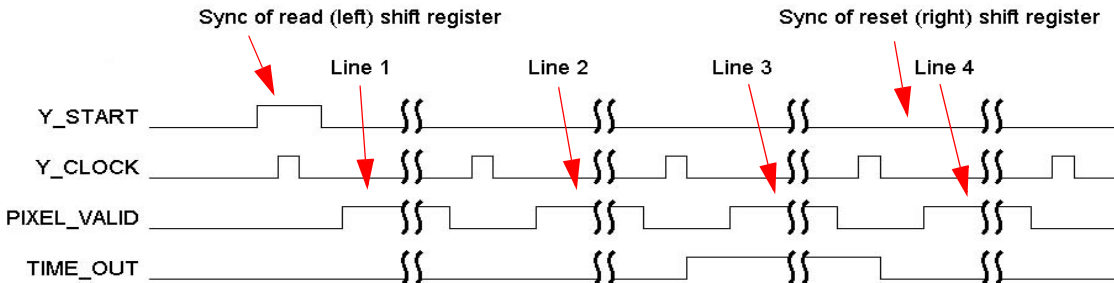 Sync of read (left) shift register
Sync of reset (right) shift register
Line 1
Line 2
Line 3
Line 4
Y_START
Y_CLOCK
PIXEL_VALID
TIME_OUT